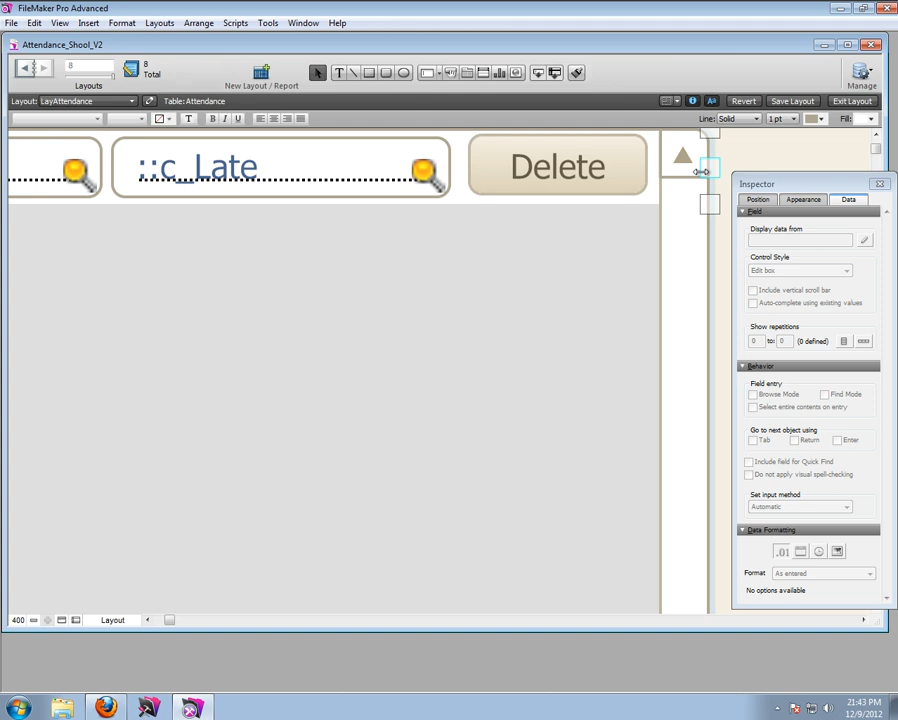 FileMaker Pro Advanced
File Edit View Insert Format Layouts Arrange Scripts Tools Window Help
Attendance_Shool_V2
8
Layouts
8
Total
New Layout / Report
Manage
Layout: LayAttendance Table: Attendance
Aa
Revert Save Layout Exit Layout
T B I U
Line: Solid 1 pt Fill:
::c_Late
Delete
Inspector
Position Appearance Data
Field
Display data from
Control Style
Edit box
Include vertical scroll bar
Auto-complete using existing values
Show repetitions
0 to: 0 (0 defined)
Behavior
Field entry
Browse Mode Find Mode
Select entire contents on entry
Go to next object using
Tab Return Enter
Include field for Quick Find
Do not apply visual spell-checking
Set input method
Automatic
Data Formatting
.01
Format As entered
No options available
400 Layout
21:43 PM
12/9/2012